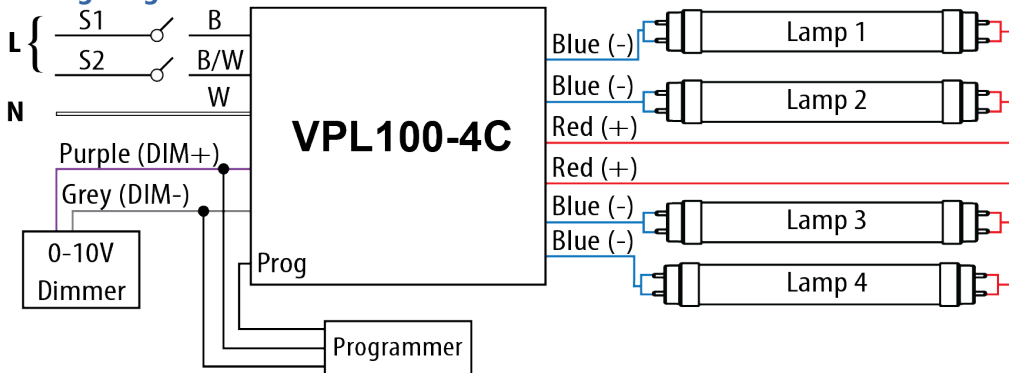 L
S1
B
S2
B/W
N
W
Purple (DIM+)
Grey (DIM-)
0-10V
Dimmer
VPL100-4C
Prog
Programmer
Blue (-)
Lamp 1
Blue (-)
Lamp 2
Red (+)
Red (+)
Blue (-)
Lamp 3
Blue (-)
Lamp 4